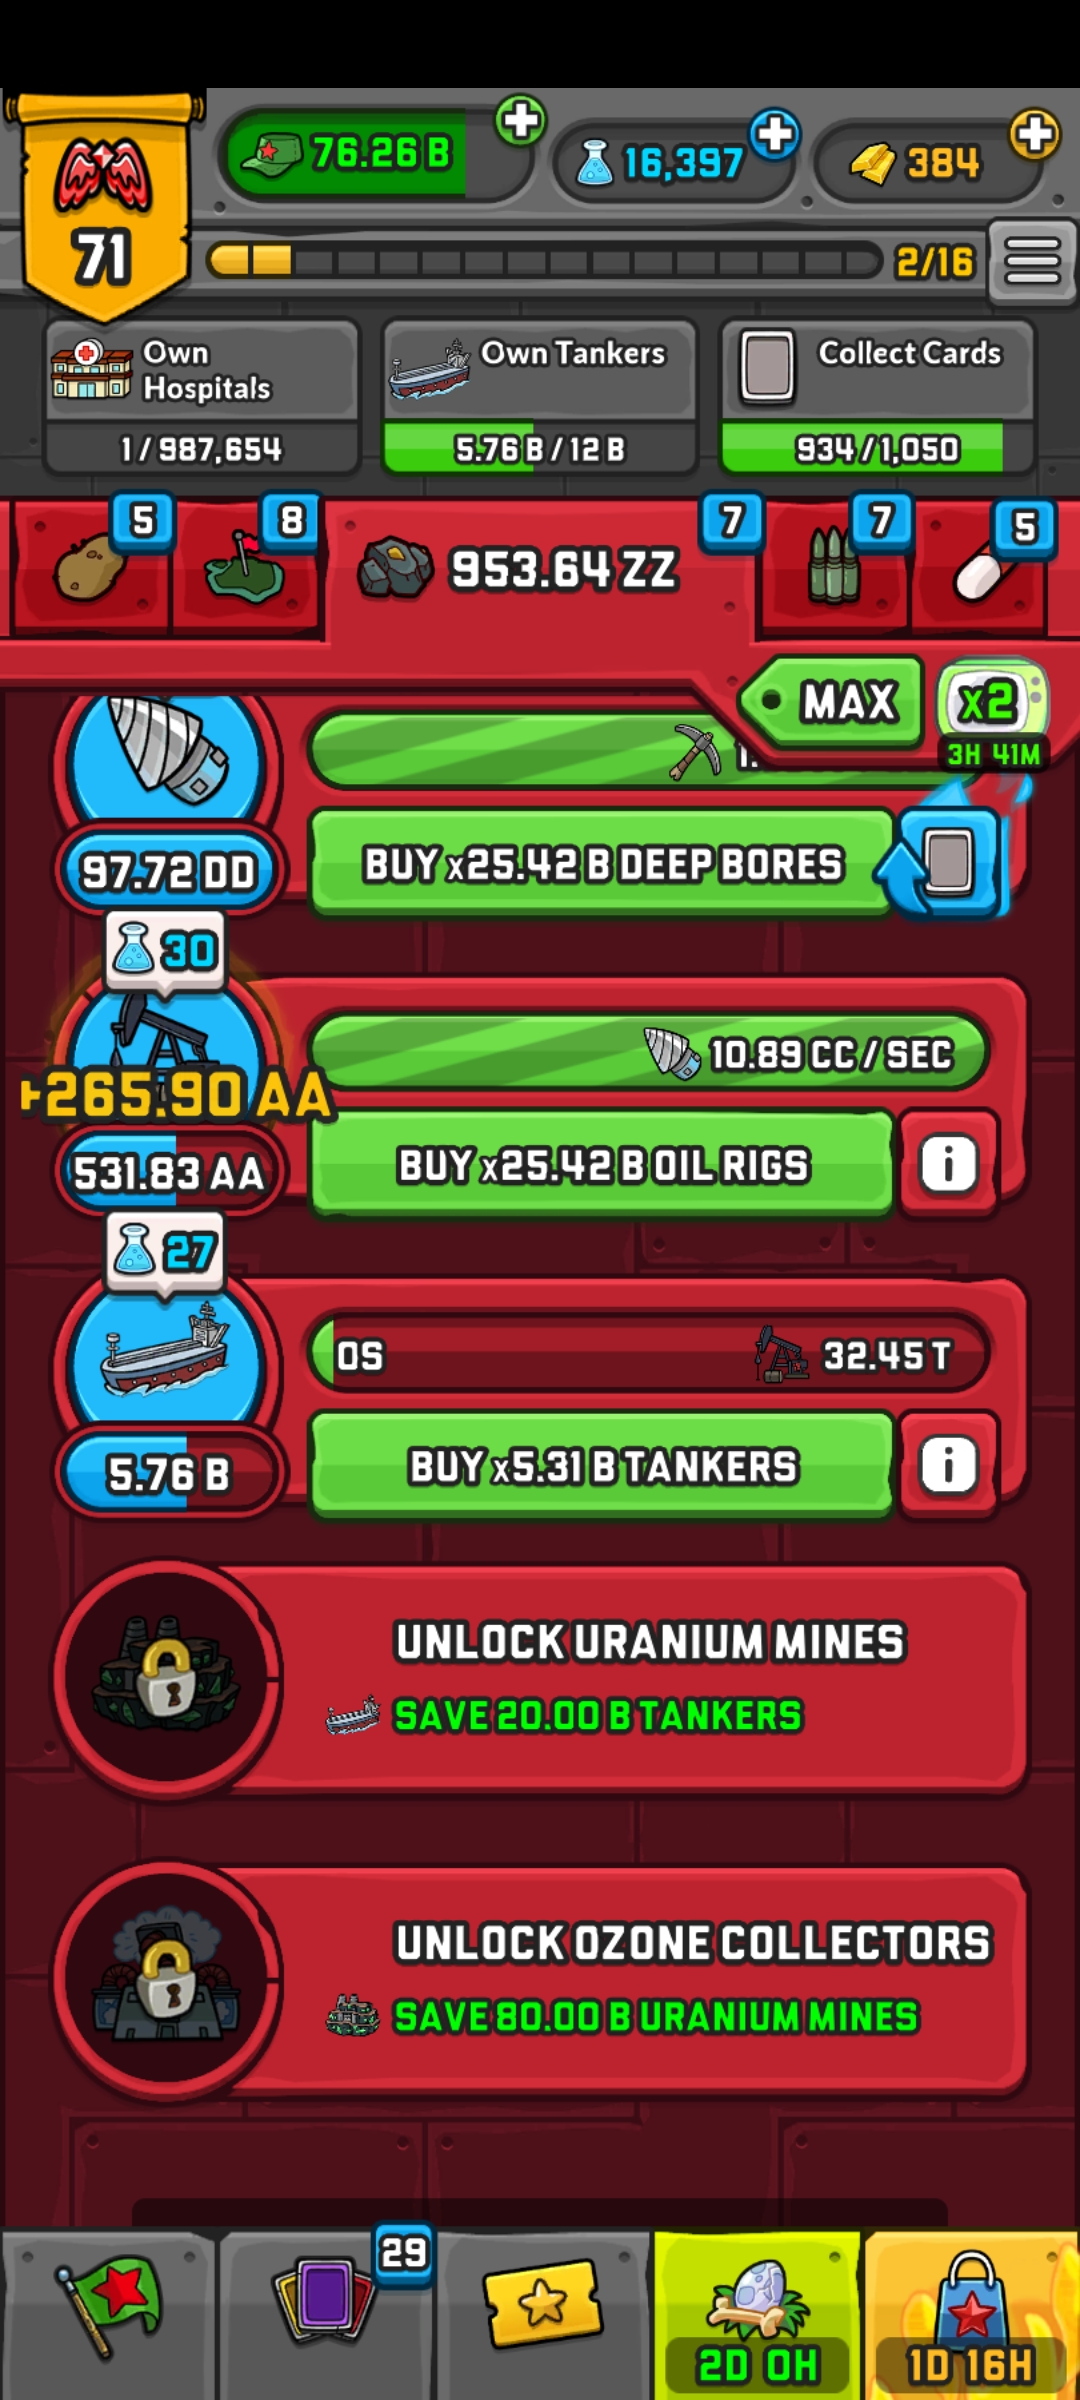 76.26 B
16,397
384
71
2/16
Own
Hospitals
1/987,654
Own Tankers
5.76 B/12 B
Collect Cards
934/1,050
5
8
953.64 ZZ
7
7
5
MAX
x2
3H 41M
1.
97.72 DD
BUY x25.42 B DEEP BORES
30
10.89 CC/SEC
+265.90 AA
531.83 AA
BUY x25.42 B OIL RIGS
i
27
0S
32.45 T
5.76 B
BUY x5.31 B TANKERS
i
UNLOCK URANIUM MINES
SAVE 20.00 B TANKERS
UNLOCK OZONE COLLECTORS
SAVE 80.00 B URANIUM MINES
29
2D 0H
1D 16H